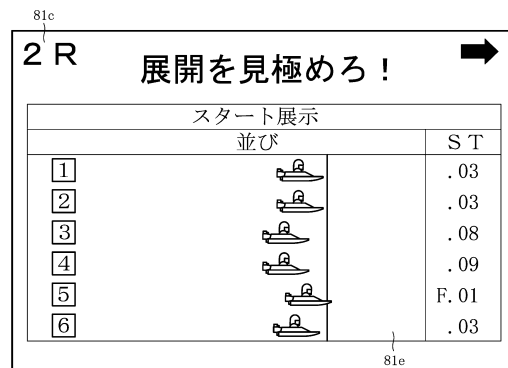 81c
2 R
展開を見極めろ！
スタート展示
並び ＳＴ
1 .03
2 .03
3 .08
4 .09
5 F.01
6 .03
81e